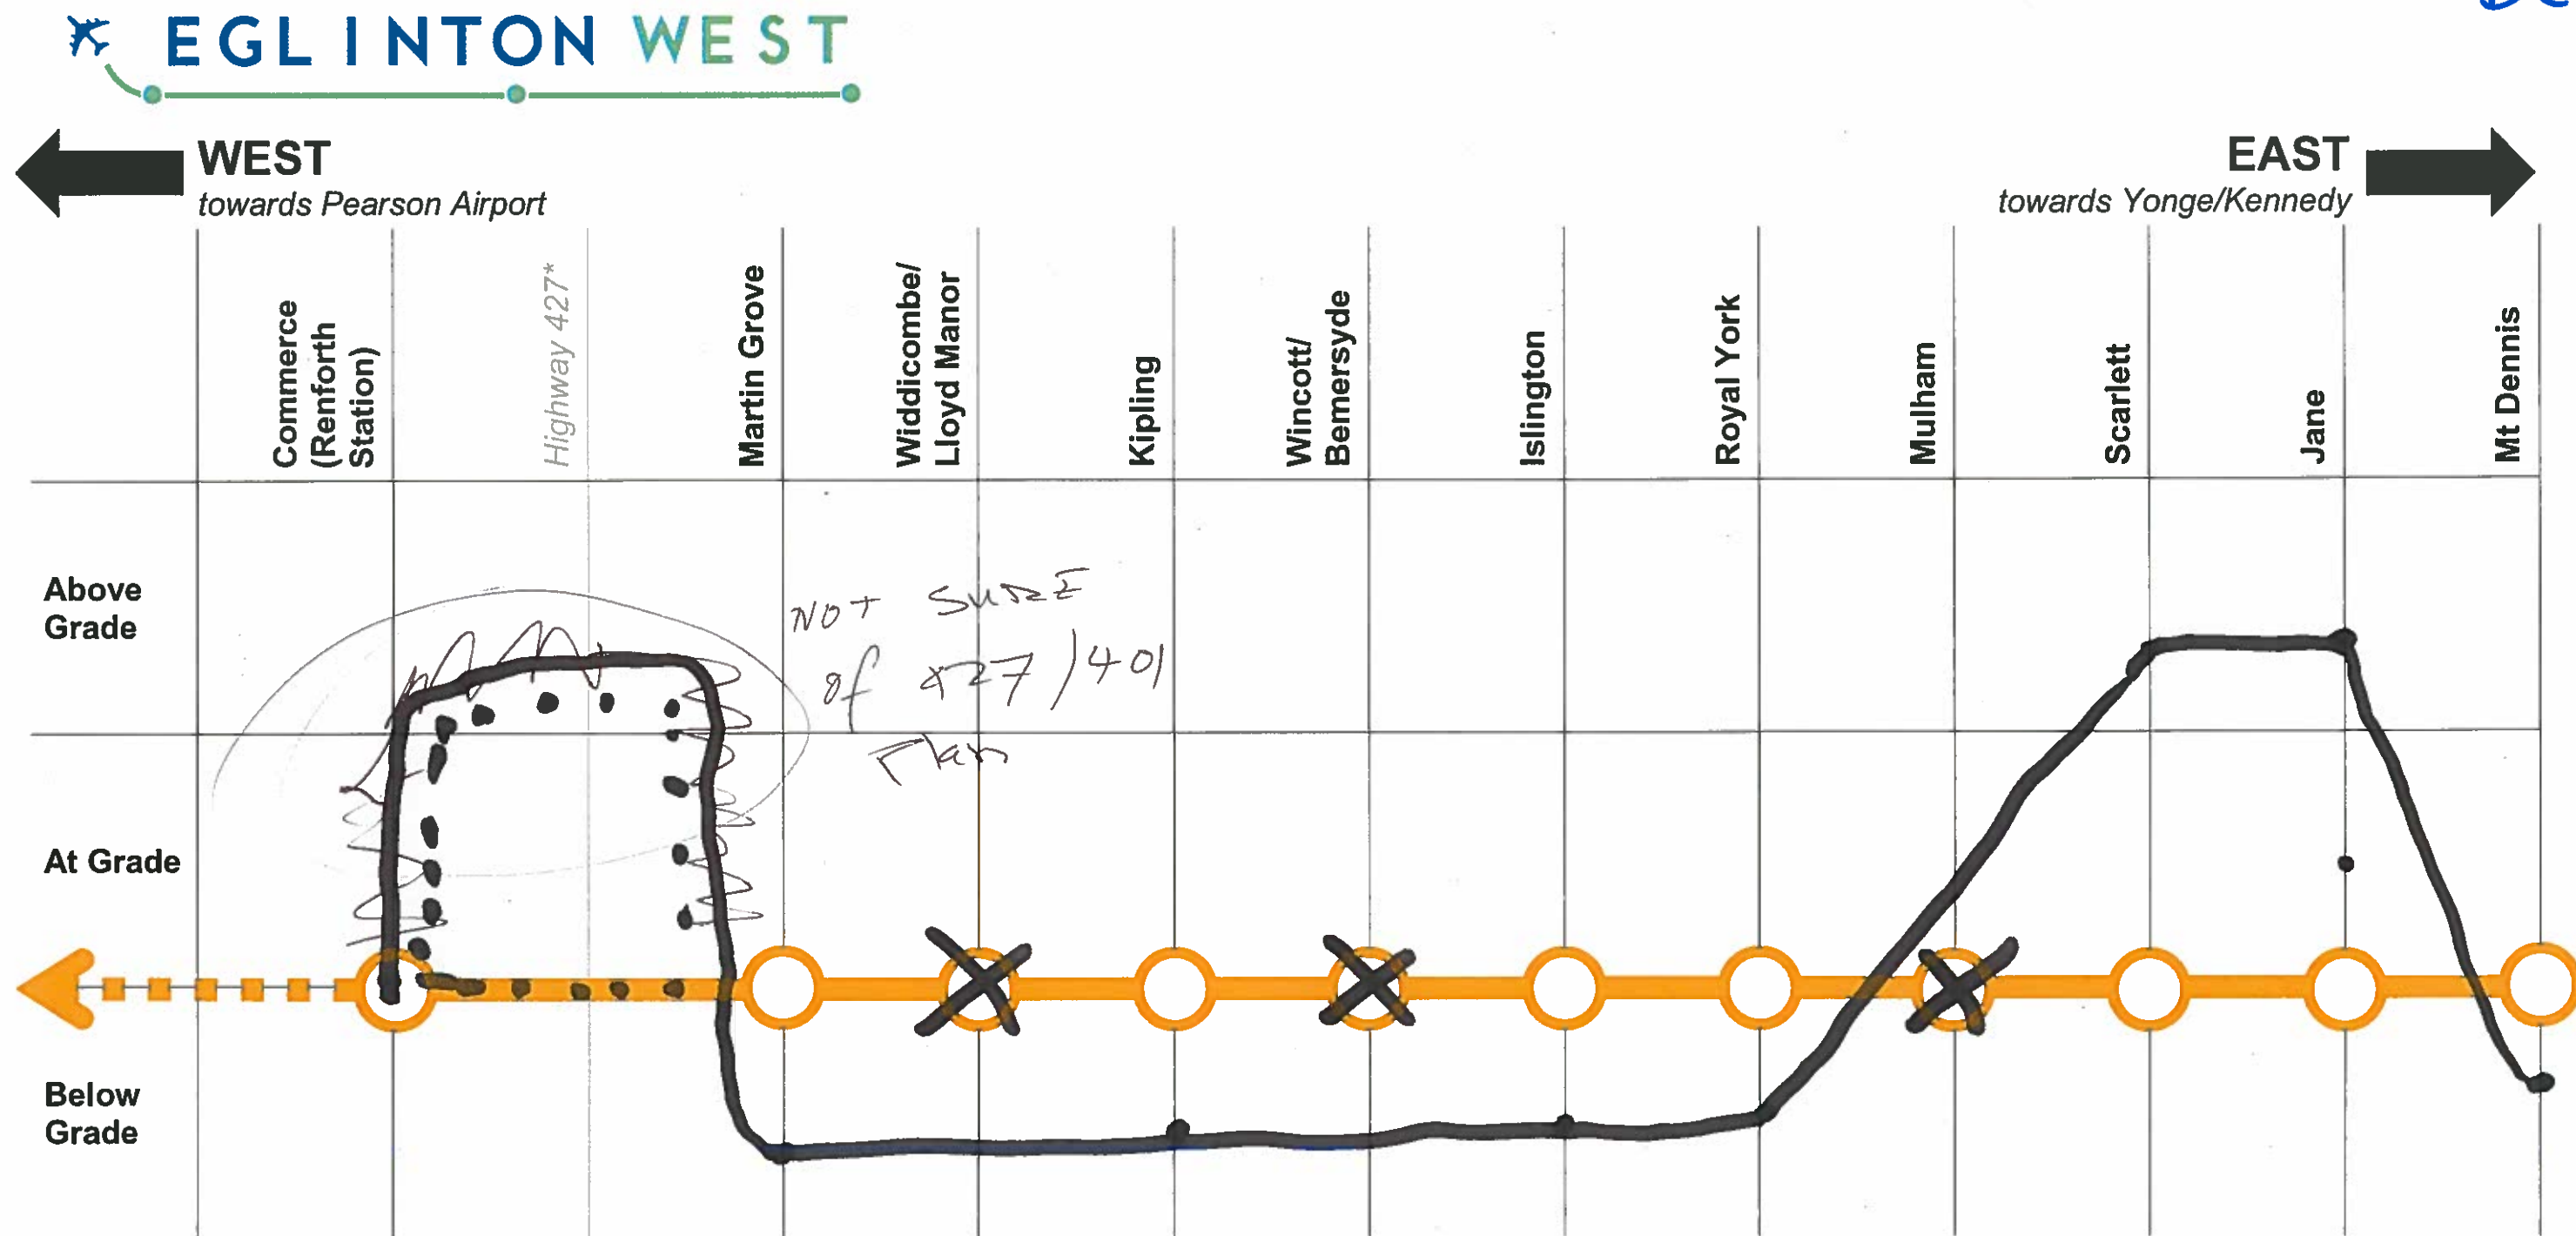 EGLINTON WEST
WEST
towards Pearson Airport
EAST
towards Yonge/Kennedy
Commerce
(Renforth
Station)
Highway 427*
Martin Grove
Widdicombe/
Lloyd Manor
Kipling
Wincott/
Bemersyde
Islington
Royal York
Mulham
Scarlett
Jane
Mt Dennis
Above
Grade
NOT SURE
of 427/401
Plan
At Grade
Below
Grade